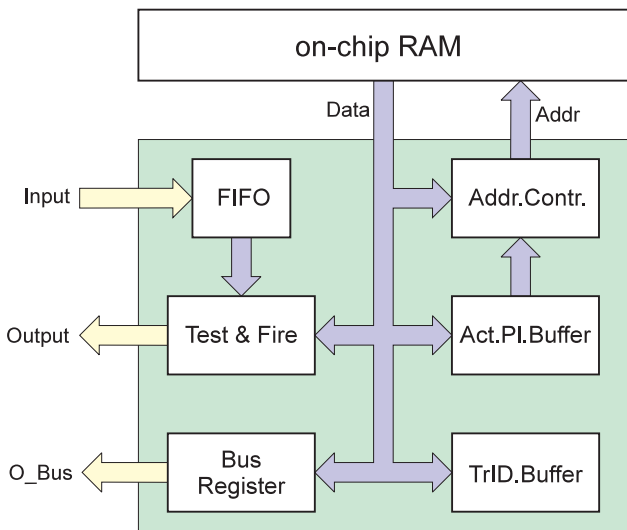 on-chip RAM
Data
Addr
Input
FIFO
Addr.Contr.
Output
Test & Fire
Act.Pl.Buffer
O_Bus
Bus
Register
TrID.Buffer